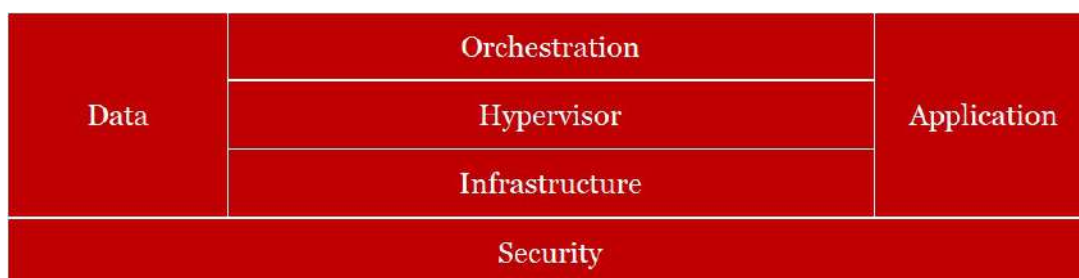 Orchestration
Data
Hypervisor
Application
Infrastructure
Security